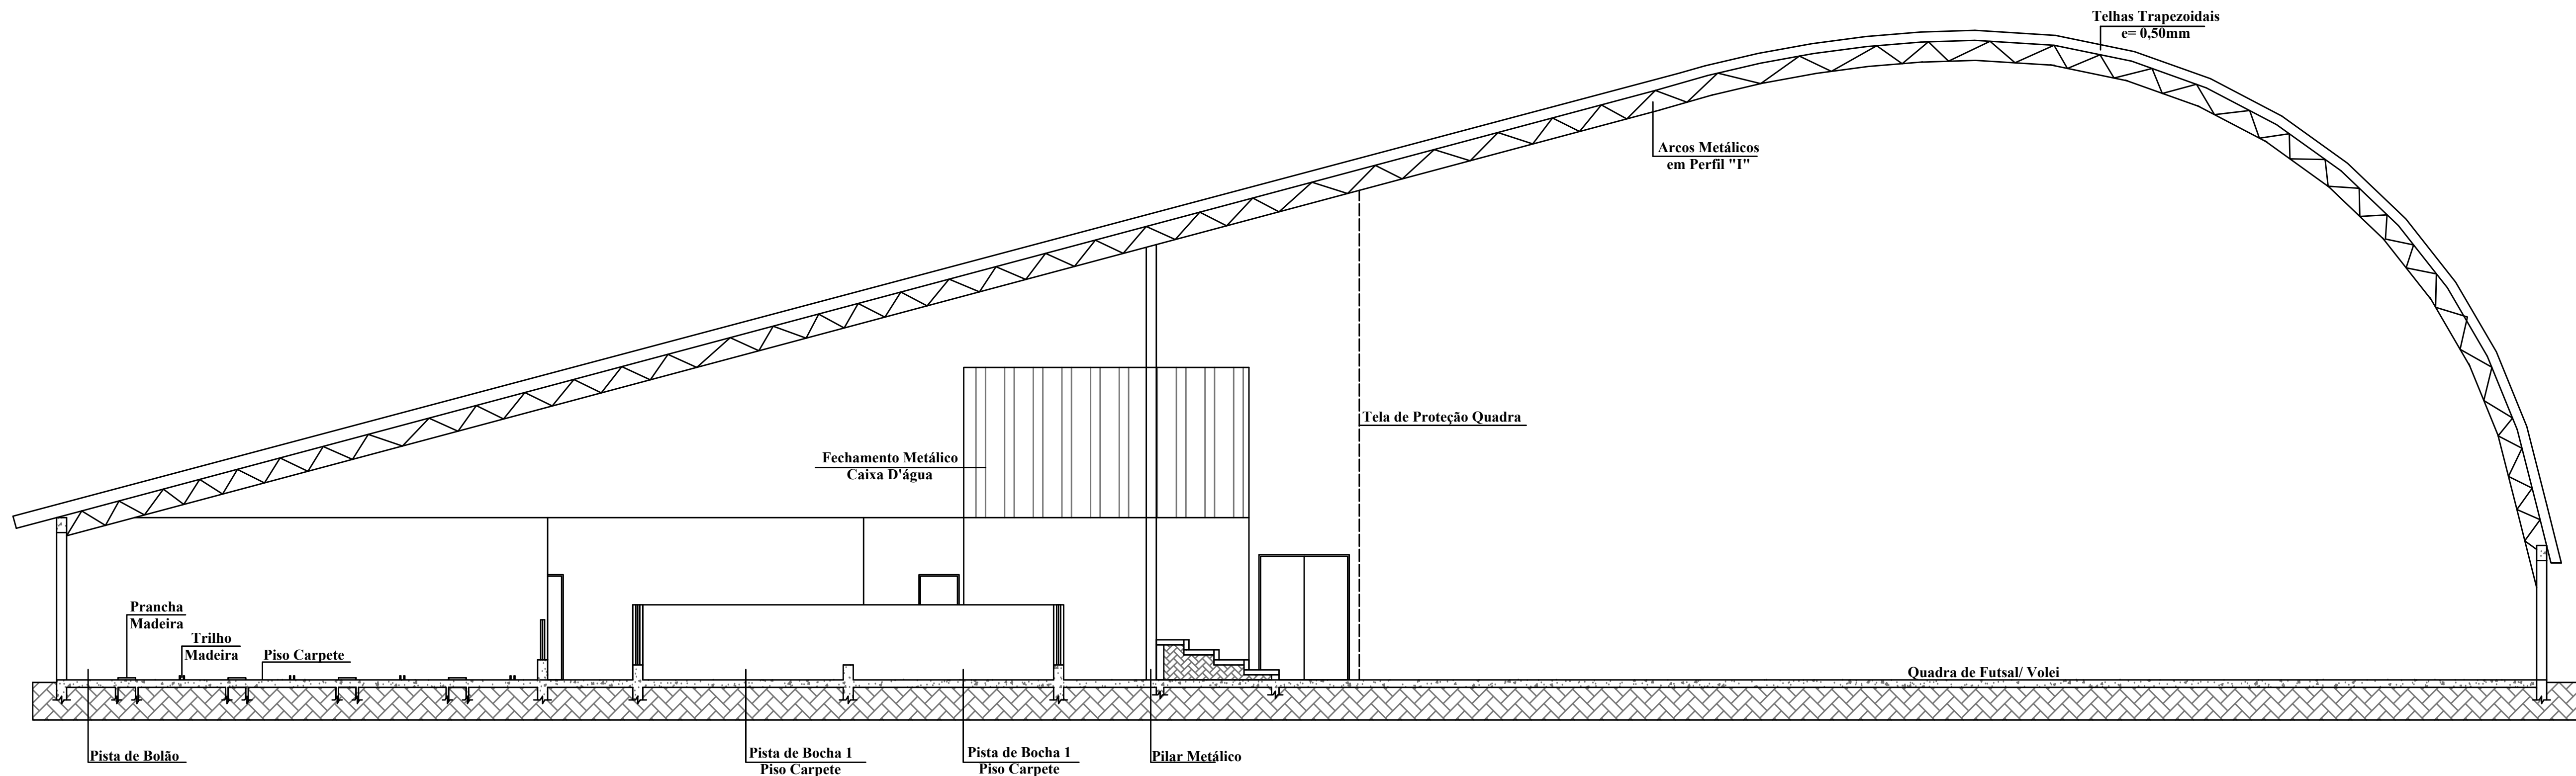 Telhas Trapezoidais
e= 0,50mm
Arcos Metálicos
em Perfil "I"
Tela de Proteção Quadra
Fechamento Metálico
Caixa D'água
Prancha
Madeira
Trilho
Madeira
Piso Carpete
Quadra de Futsal/ Volei
Pista de Bolão
Pista de Bocha 1
Piso Carpete
Pista de Bocha 1
Piso Carpete
Pilar Metálico